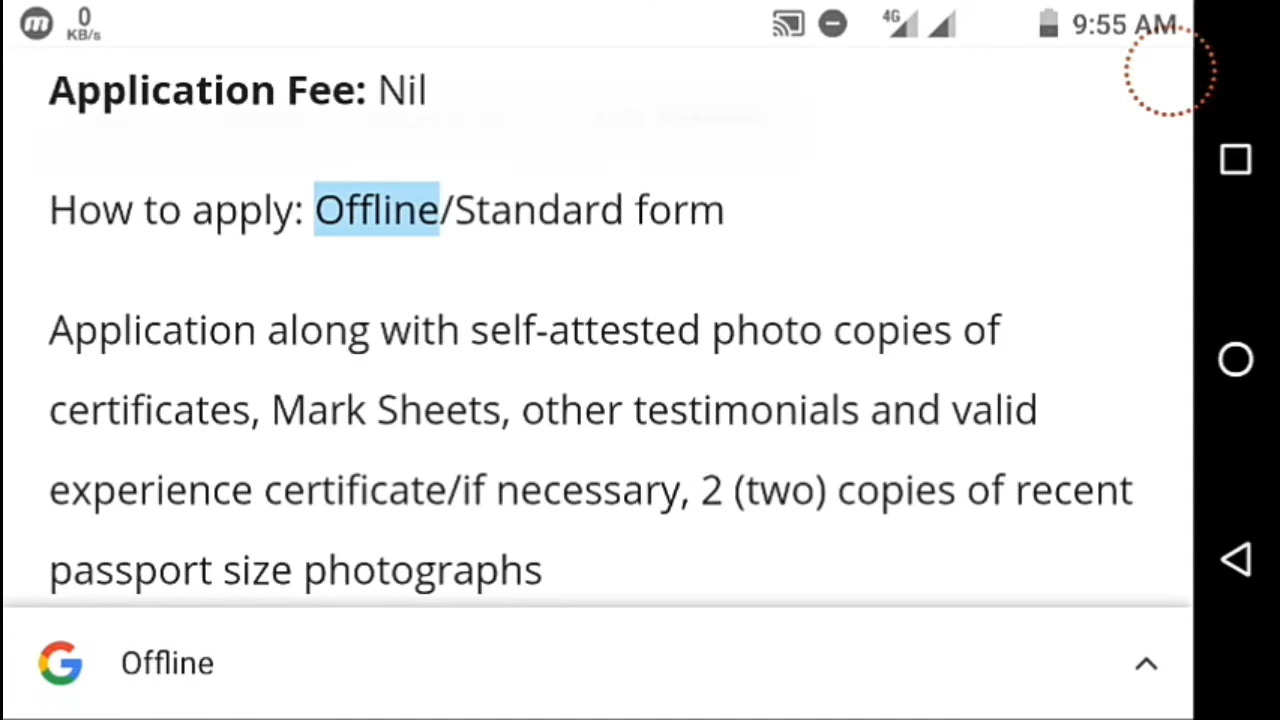 0
KB/s
4G
9:55 AM
Application Fee: Nil
How to apply: Offline/Standard form
Application along with self-attested photo copies of
certificates, Mark Sheets, other testimonials and valid
experience certificate/if necessary, 2 (two) copies of recent
passport size photographs
Offline